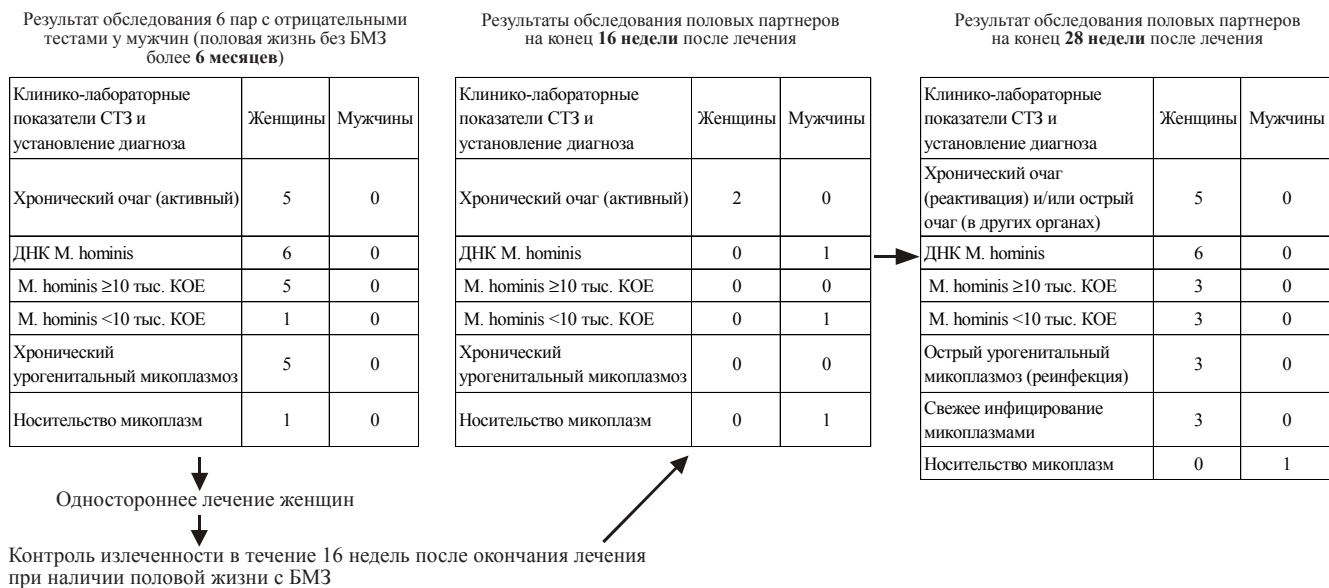 Результат обследования 6 пар с отрицательными
тестами у мужчин (половая жизнь без БМЗ
более 6 месяцев)
Клинико-лабораторные
показатели СТЗ и
установление диагноза
Женщины
Мужчины
Хронический очаг (активный)
5
0
ДНК M. hominis
6
0
M. hominis ≥10 тыс. КОЕ
5
0
M. hominis <10 тыс. КОЕ
1
0
Хронический
урогенитальный микоплазмоз
5
0
Носительство микоплазм
1
0
Одностороннее лечение женщин
Контроль излеченности в течение 16 недель после окончания лечения
при наличии половой жизни с БМЗ
Результаты обследования половых партнеров
на конец 16 недели после лечения
Клинико-лабораторные
показатели СТЗ и
установление диагноза
Женщины
Мужчины
Хронический очаг (активный)
2
0
ДНК M. hominis
0
1
M. hominis ≥10 тыс. КОЕ
0
0
M. hominis <10 тыс. КОЕ
0
1
Хронический
урогенитальный микоплазмоз
0
0
Носительство микоплазм
0
1
Результат обследования половых партнеров
на конец 28 недели после лечения
Клинико-лабораторные
показатели СТЗ и
установление диагноза
Женщины
Мужчины
Хронический очаг
(реактивация) и/или острый
очаг (в других органах)
5
0
ДНК M. hominis
6
0
M. hominis ≥10 тыс. КОЕ
3
0
M. hominis <10 тыс. КОЕ
3
0
Острый урогенитальный
микоплазмоз (реинфекция)
3
0
Свежее инфицирование
микоплазмами
3
0
Носительство микоплазм
0
1